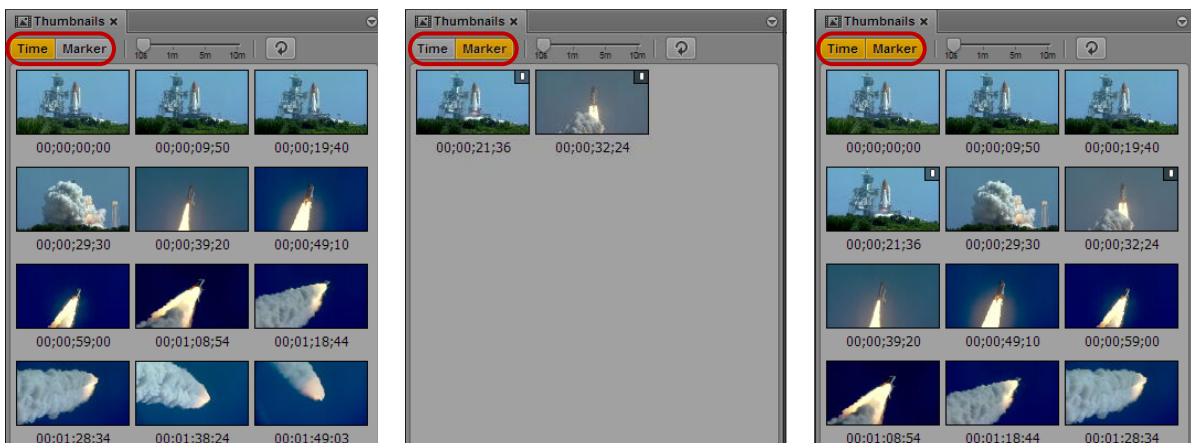 Thumbnails ×
Time Marker 10s 1m 5m 10m
00;00;00;00 00;00;09;50 00;00;19;40
00;00;29;30 00;00;39;20 00;00;49;10
00;00;59;00 00;01;08;54 00;01;18;44
00:01:28:34 00:01:38:24 00:01:49:03
Thumbnails ×
Time Marker 10s 1m 5m 10m
00;00;21;36 00;00;32;24
Thumbnails ×
Time Marker 10s 1m 5m 10m
00;00;00;00 00;00;09;50 00;00;19;40
00;00;21;36 00;00;29;30 00;00;32;24
00;00;39;20 00;00;49;10 00;00;59;00
00:01:08:54 00:01:18:44 00:01:28:34